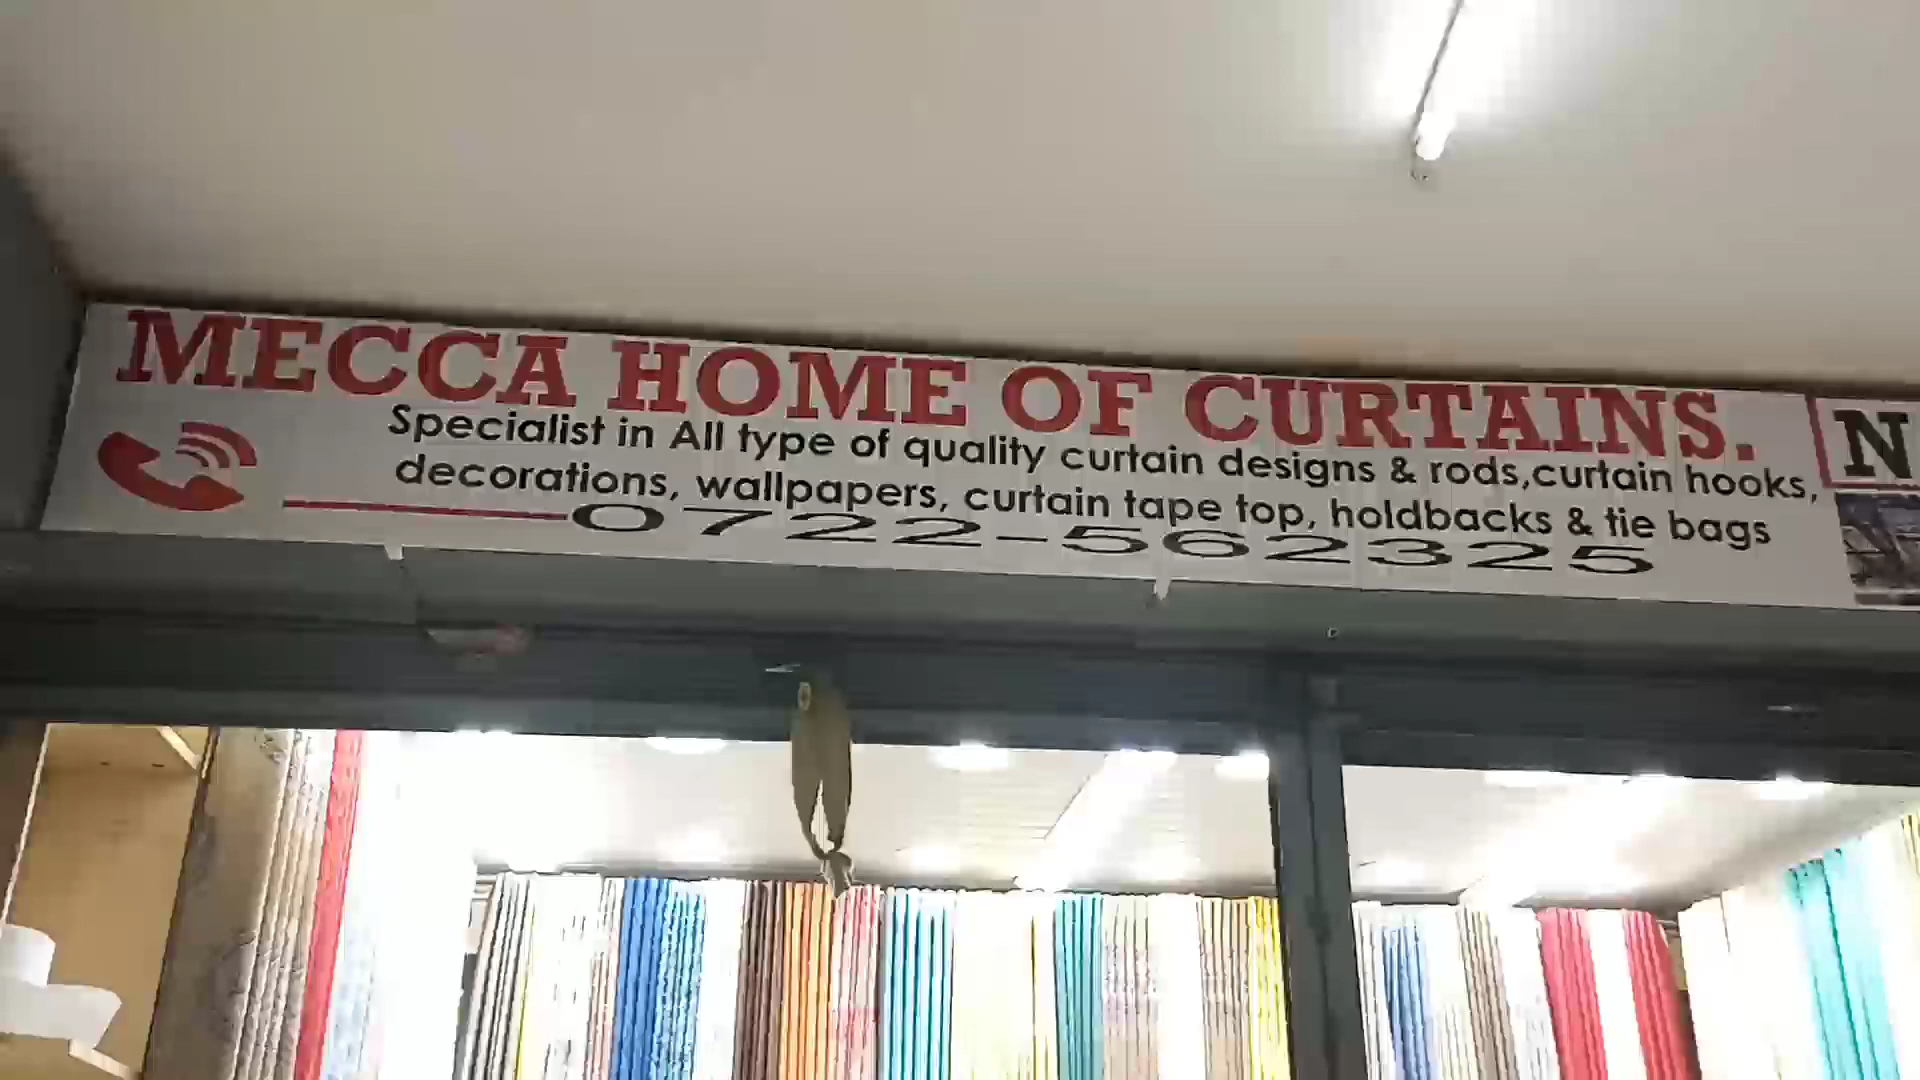 MECCA HOME OF CURTAINS.
Specialist in All type of quality curtain designs & rods,curtain hooks,
decorations, wallpapers, curtain tape top, holdbacks & tie bags
0722-562325
N